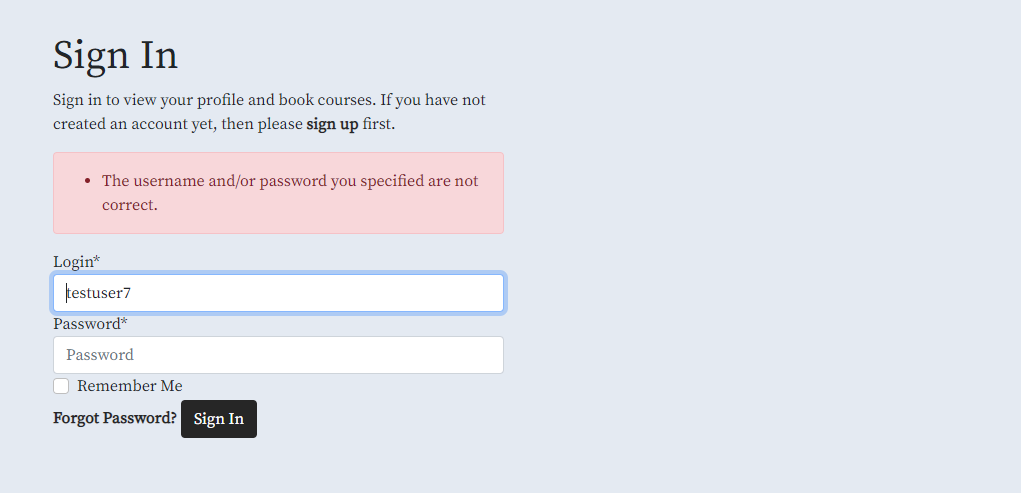 Sign In
Sign in to view your profile and book courses. If you have not
created an account yet, then please sign up first.
• The username and/or password you specified are not
correct.
Login*
testuser7
Password*
Password
Remember Me
Forgot Password? Sign In